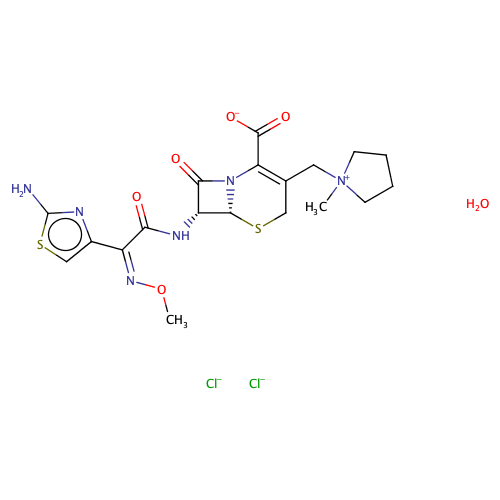 O⁻ O
O N N⁺
H₂N O H₃C H₂O
N NH S
S N O
CH₃
Cl⁻ Cl⁻